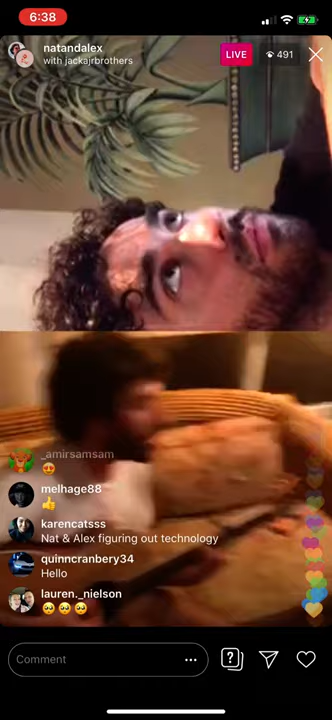 6:38
natandalex
with jackajrbrothers
LIVE
491
_amirsamsam
😍
melhage88
👍
karencatsss
Nat & Alex figuring out technology
quinncranbery34
Hello
lauren._nielson
🥺🥺🥺
Comment